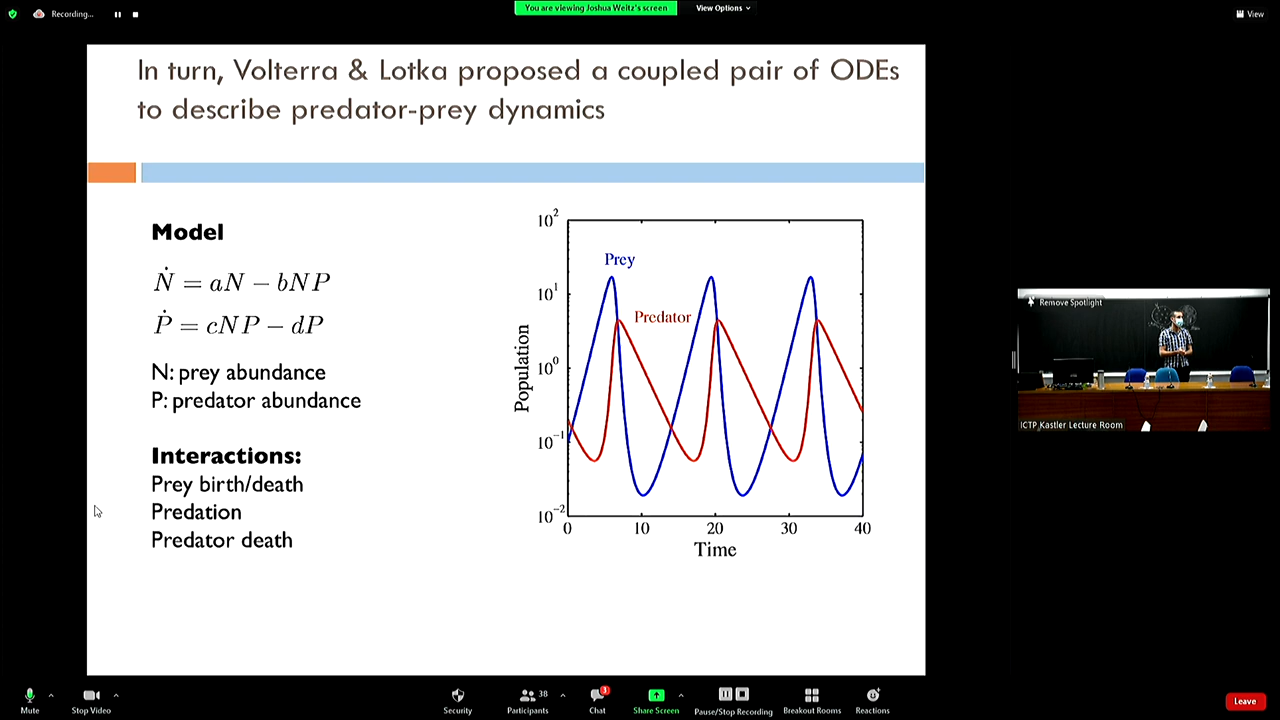 Recording...
You are viewing Joshua Weitz's screen
View Options
View
In turn, Volterra & Lotka proposed a coupled pair of ODEs
to describe predator-prey dynamics
Model
Ṅ = aN − bNP
Ṗ = cNP − dP
N: prey abundance
P: predator abundance
Interactions:
Prey birth/death
Predation
Predator death
10²
10¹
10⁰
10⁻¹
10⁻²
Population
Prey
Predator
0 10 20 30 40
Time
Remove Spotlight
ICTP Kastler Lecture Room
Mute
Stop Video
Security
38
Participants
3
Chat
Share Screen
Pause/Stop Recording
Breakout Rooms
Reactions
Leave